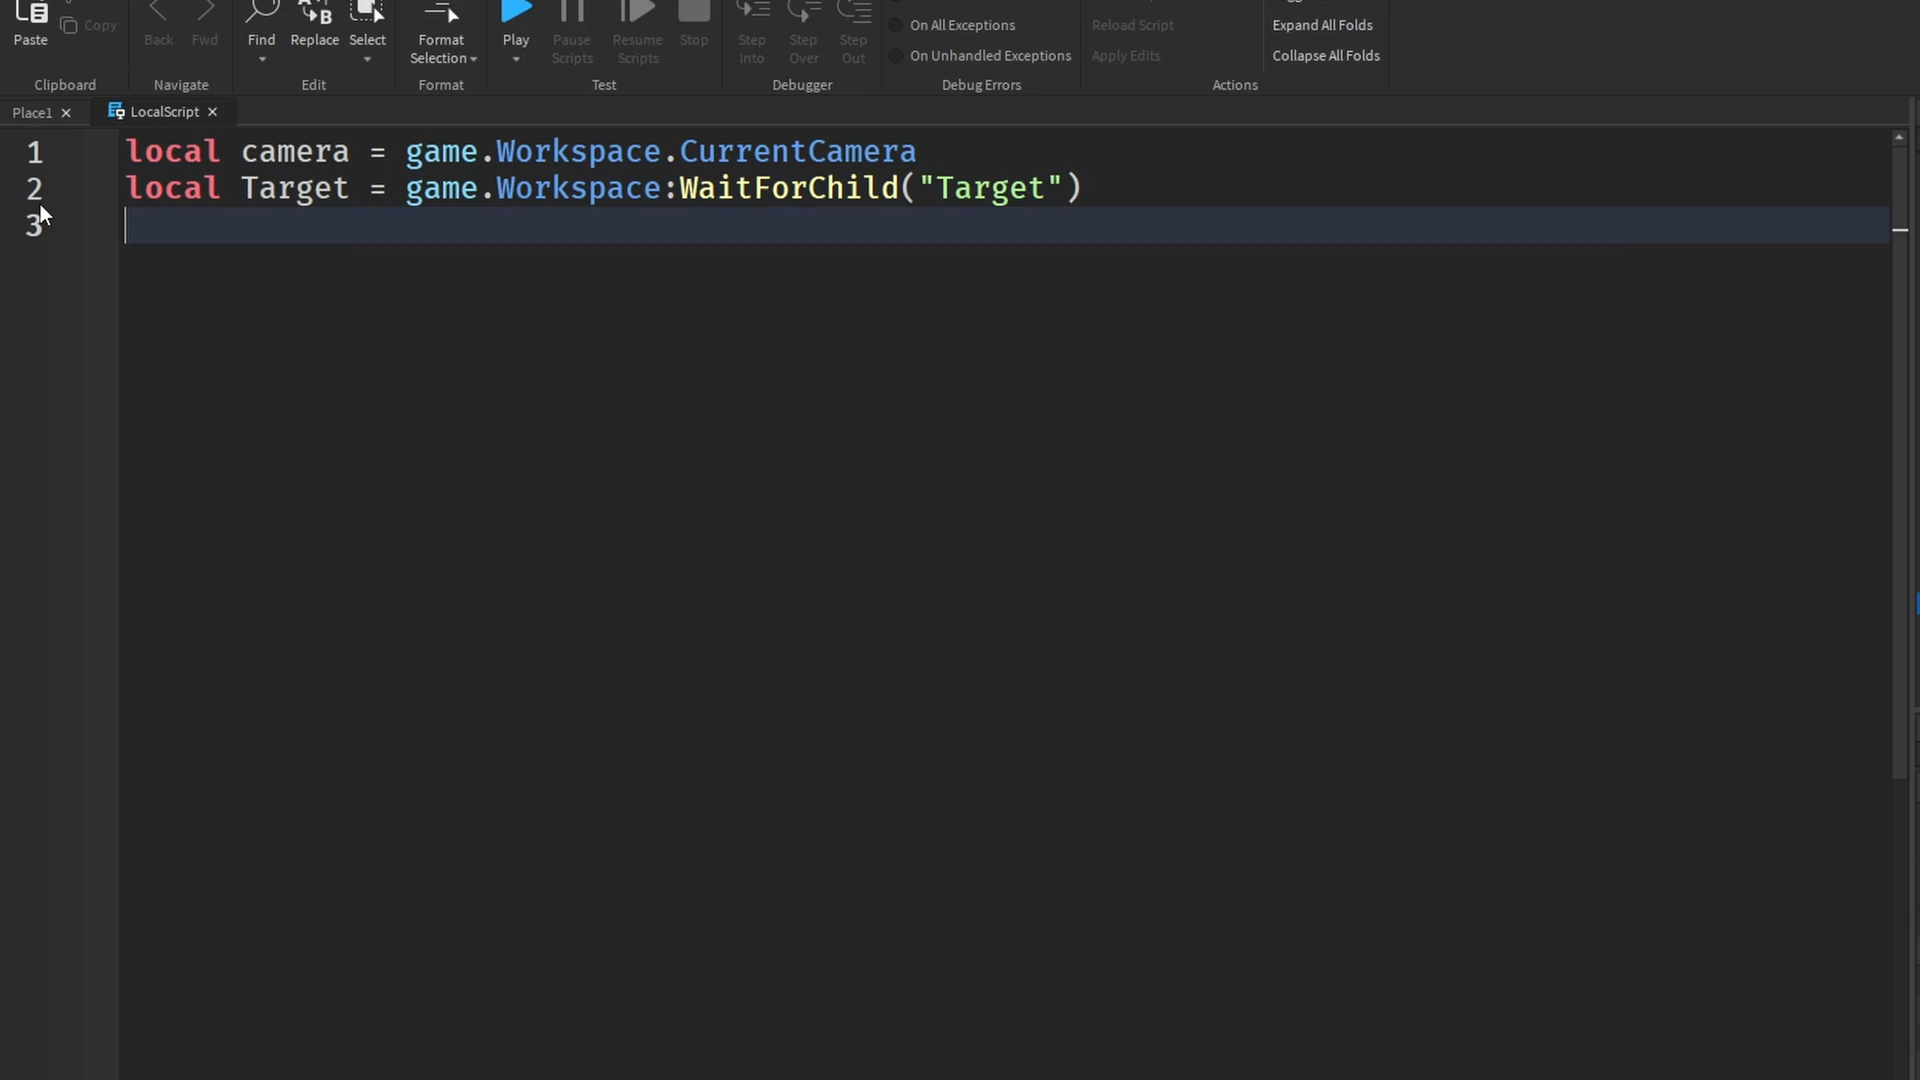 Paste
Copy
Clipboard
Back
Fwd
Navigate
Find
Replace
Select
Edit
Format
Selection
Format
Play
Pause
Scripts
Resume
Scripts
Stop
Test
Step
Into
Step
Over
Step
Out
Debugger
On All Exceptions
On Unhandled Exceptions
Debug Errors
Reload Script
Apply Edits
Expand All Folds
Collapse All Folds
Actions
Place1
LocalScript
1 local camera = game.Workspace.CurrentCamera
2 local Target = game.Workspace:WaitForChild("Target")
3